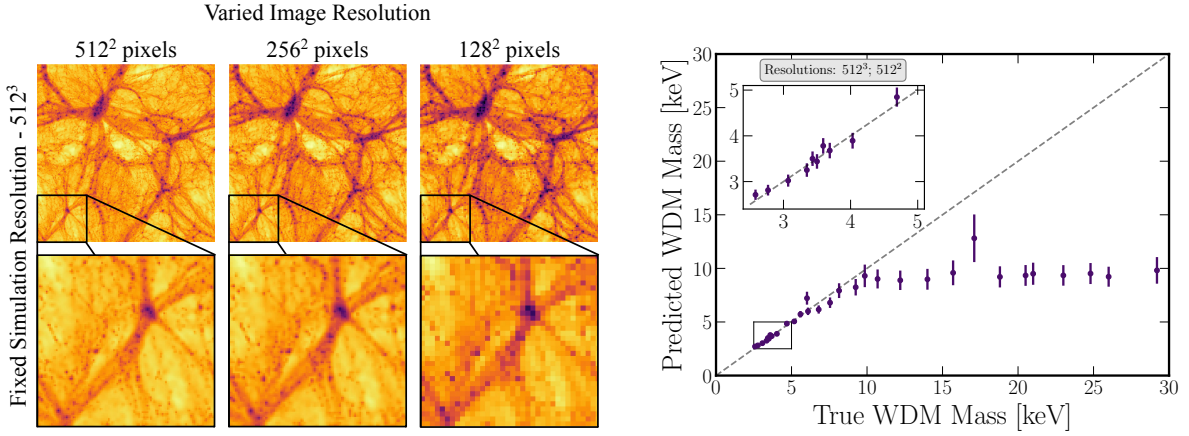 Varied Image Resolution
512² pixels
256² pixels
128² pixels
Fixed Simulation Resolution - 512³
Resolutions: 512³; 512²
5
4
3
3
4
5
30
25
20
15
10
5
0
0
5
10
15
20
25
30
Predicted WDM Mass [keV]
True WDM Mass [keV]